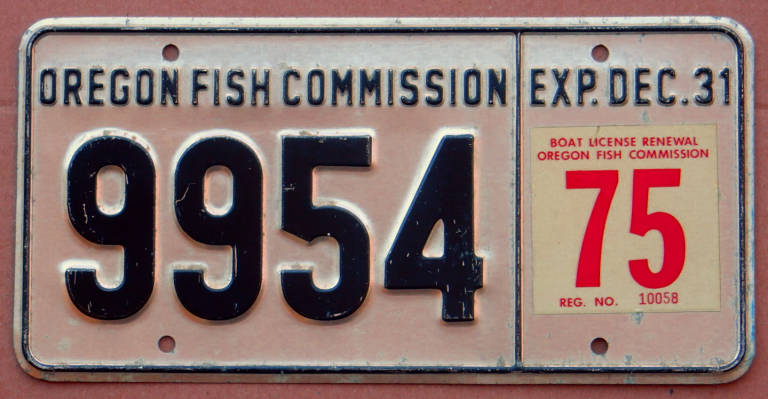 OREGON FISH COMMISSION
9954
EXP. DEC. 31
BOAT LICENSE RENEWAL
OREGON FISH COMMISSION
75
REG. NO. 10058